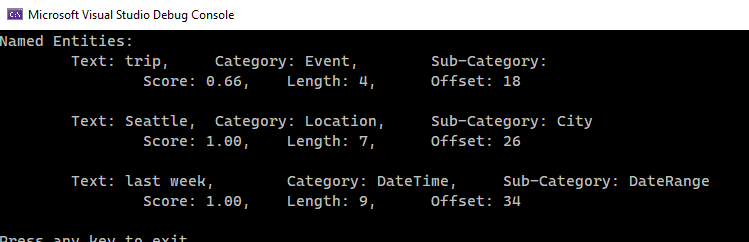 C:\ Microsoft Visual Studio Debug Console
Named Entities:
Text: trip, Category: Event, Sub-Category:
Score: 0.66, Length: 4, Offset: 18
Text: Seattle, Category: Location, Sub-Category: City
Score: 1.00, Length: 7, Offset: 26
Text: last week, Category: DateTime, Sub-Category: DateRange
Score: 1.00, Length: 9, Offset: 34
Press any key to exit